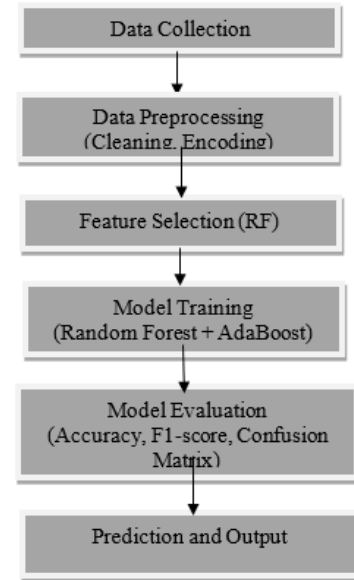 Data Collection
Data Preprocessing
(Cleaning, Encoding)
Feature Selection (RF)
Model Training
(Random Forest + AdaBoost)
Model Evaluation
(Accuracy, F1-score, Confusion
Matrix)
Prediction and Output